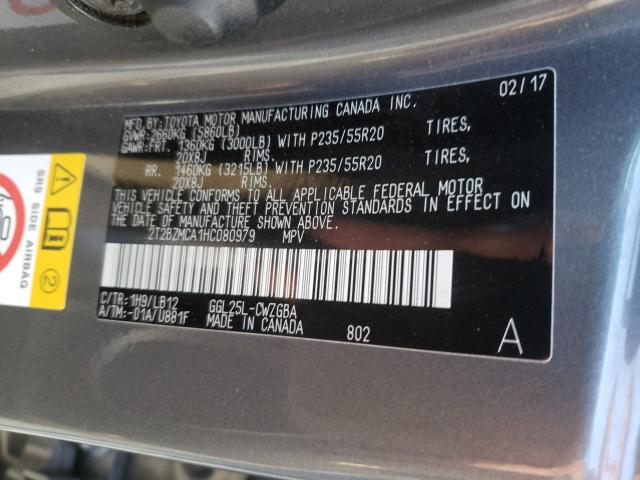 02/17
MFD.BY:TOYOTA MOTOR MANUFACTURING CANADA INC.
GVWR:2660KG (5860LB)
GAWR:FRT. 1360KG (3000LB) WITH P235/55R20 TIRES,
20X8J RIMS.
RR. 1460KG (3215LB) WITH P235/55R20 TIRES,
20X8J RIMS.
THIS VEHICLE CONFORMS TO ALL APPLICABLE FEDERAL MOTOR
VEHICLE SAFETY AND THEFT PREVENTION STANDARDS IN EFFECT ON
THE DATE OF MANUFACTURE SHOWN ABOVE.
2T2BZMCA1HC080979 MPV
C/TR:1H9/LB12 GGL25L-CWZGBA
A/TM:-01A/U881F MADE IN CANADA 802 A
SRS SIDE AIRBAG